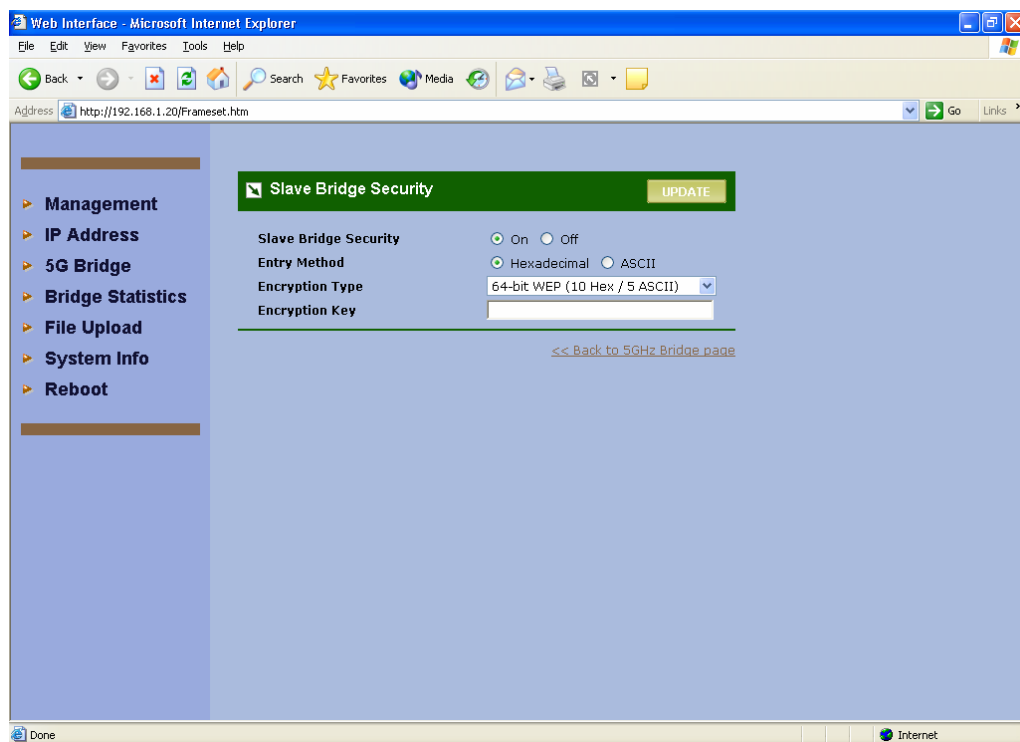 Web Interface - Microsoft Internet Explorer
File Edit View Favorites Tools Help
Back Search Favorites Media
Address http://192.168.1.20/Frameset.htm Go Links
Management
IP Address
5G Bridge
Bridge Statistics
File Upload
System Info
Reboot
Slave Bridge Security UPDATE
Slave Bridge Security On Off
Entry Method Hexadecimal ASCII
Encryption Type 64-bit WEP (10 Hex / 5 ASCII)
Encryption Key
<< Back to 5GHz Bridge page
Done Internet